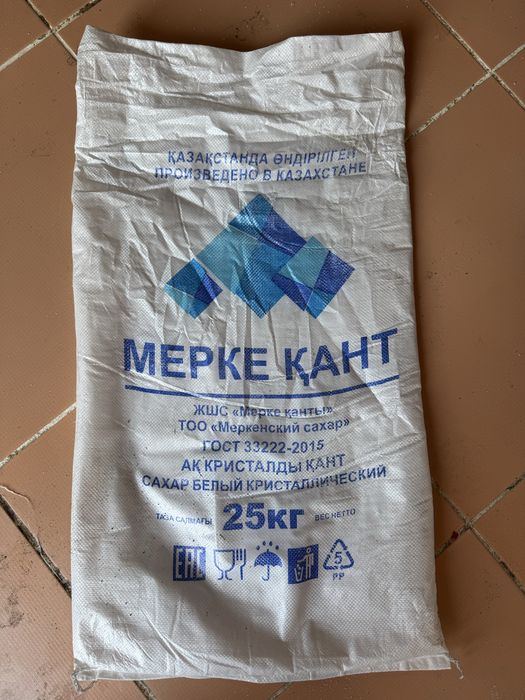 ҚАЗАҚСТАНДА ӨНДІРІЛГЕН
ПРОИЗВЕДЕНО В КАЗАХСТАНЕ
МЕРКЕ ҚАНТ
ЖШС «Мерке қанты»
ТОО «Меркенский сахар»
ГОСТ 33222-2015
АҚ КРИСТАЛДЫ ҚАНТ
САХАР БЕЛЫЙ КРИСТАЛЛИЧЕСКИЙ
ТАЗА САЛМАҒЫ 25КГ ВЕС НЕТТО
EAC
5
PP